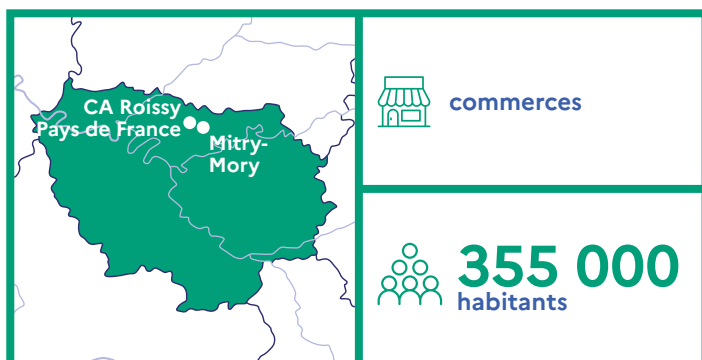 CA Roissy
Pays de France
Mitry-
Mory
commerces
355 000
habitants